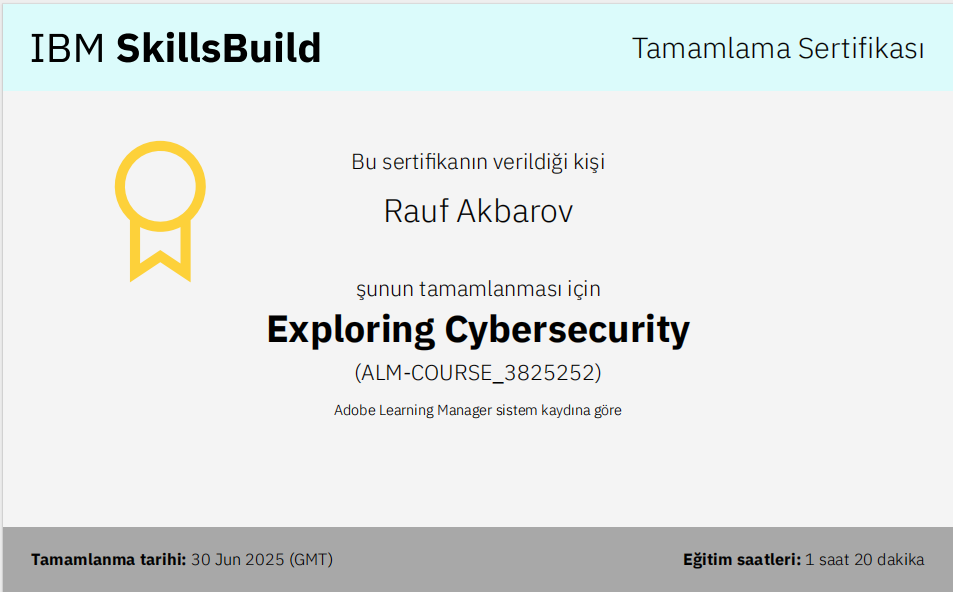 IBM SkillsBuild
Tamamlama Sertifikası
Bu sertifikanın verildiği kişi
Rauf Akbarov
şunun tamamlanması için
Exploring Cybersecurity
(ALM-COURSE_3825252)
Adobe Learning Manager sistem kaydına göre
Tamamlanma tarihi: 30 Jun 2025 (GMT)
Eğitim saatleri: 1 saat 20 dakika